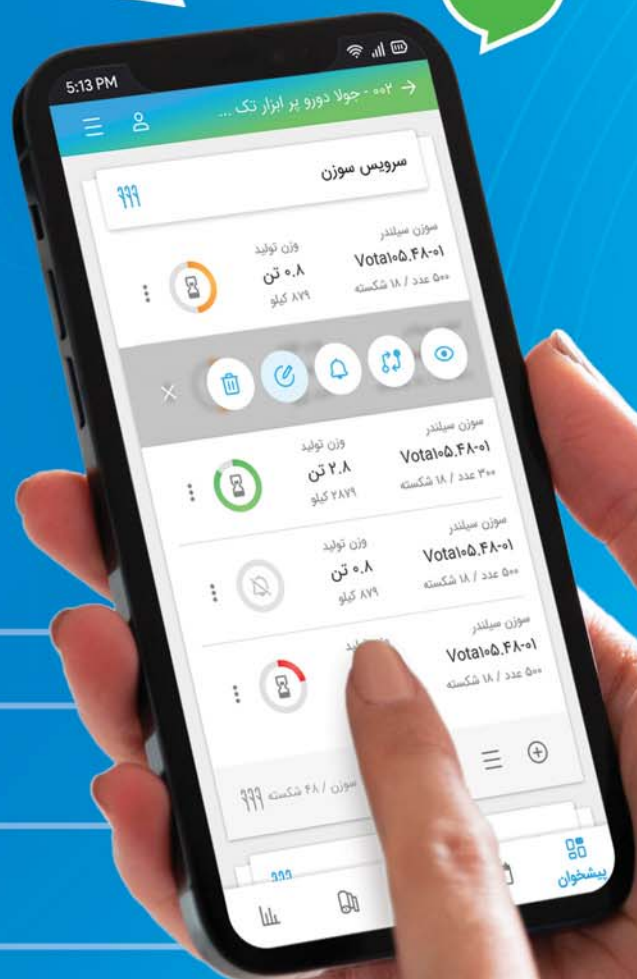 5:13 PM
→ ۰۰۲ - جولا دورو پر ابزار تک ...
سرویس سوزن
سوزن سیلندر
Vota۱۰۵.۴۸-۰۱
۵۰۰ عدد / ۱۸ شکسته
وزن تولید
۰.۸ تن
۸۷۹ کیلو
سوزن سیلندر
Vota۱۰۵.۴۸-۰۱
۳۰۰ عدد / ۱۸ شکسته
وزن تولید
۲.۸ تن
۲۸۷۹ کیلو
سوزن سیلندر
Vota۱۰۵.۴۸-۰۱
۵۰۰ عدد / ۱۸ شکسته
وزن تولید
۰.۸ تن
۸۷۹ کیلو
سوزن سیلندر
Vota۱۰۵.۴۸-۰۱
۵۰۰ عدد / ۱۸ شکسته
سوزن / ۴۸ شکسته
پیشخوان